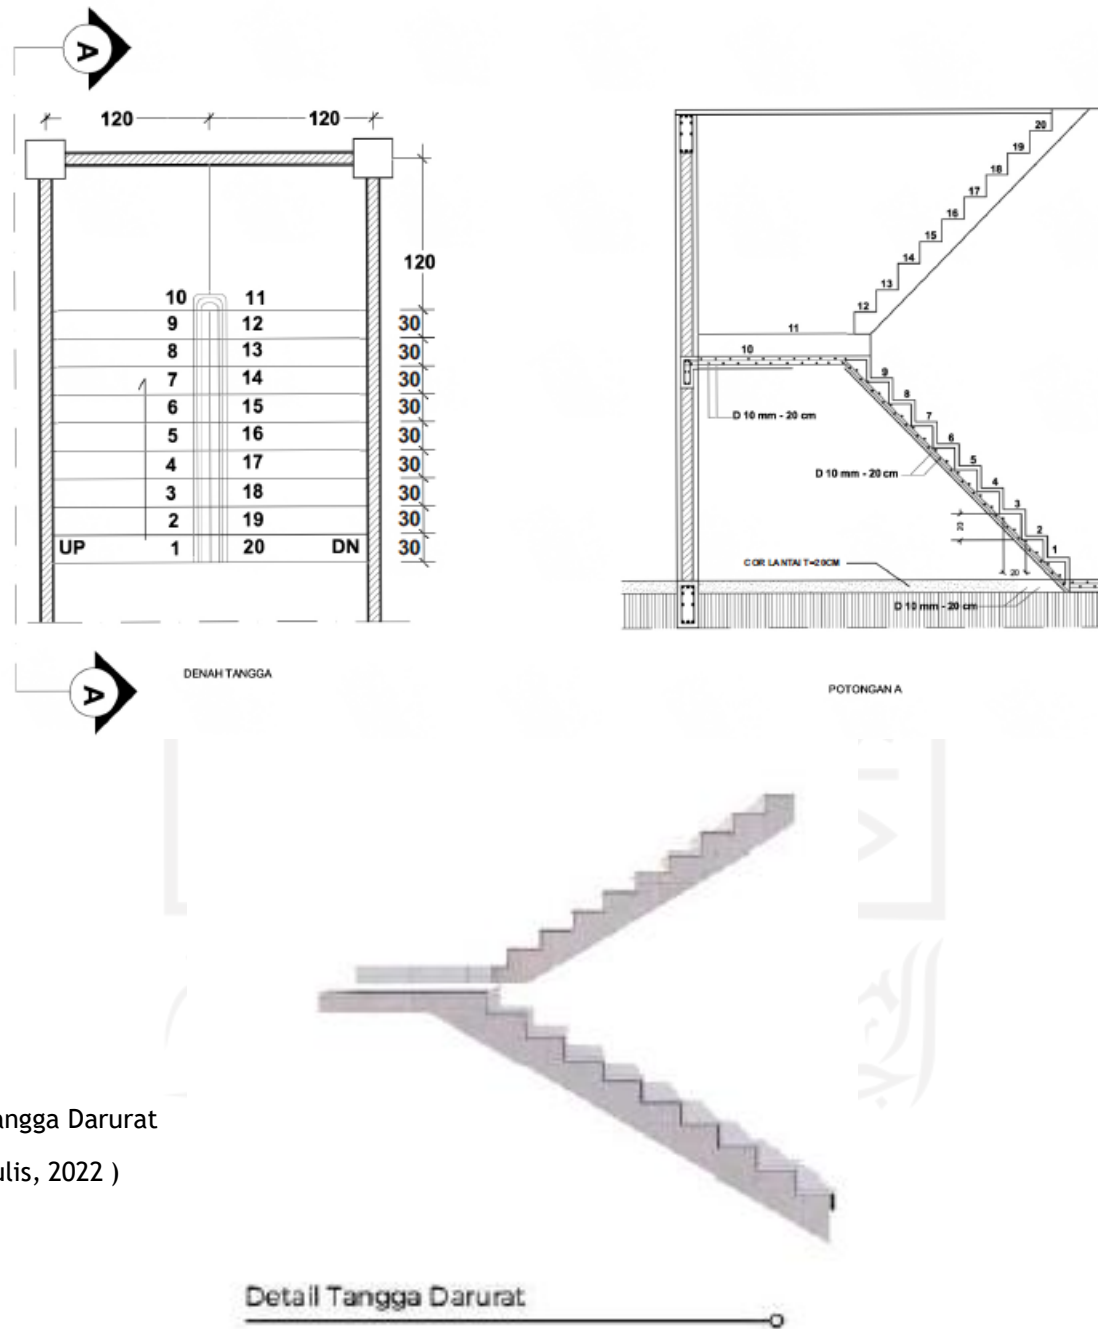 A
120 120
120
10 11
9 12 30
8 13 30
7 14 30
6 15 30
5 16 30
4 17 30
3 18 30
2 19 30
UP 1 20 DN 30
DENAH TANGGA
A
20
19
18
17
16
15
14
13
12
11
10
9
8
7
6
5
4
3
2
1
D 10 mm - 20 cm
D 10 mm - 20 cm
20
20
COR LANTAI T=20CM
D 10 mm - 20 cm
POTONGAN A
angga Darurat
ulis, 2022 )
Detail Tangga Darurat